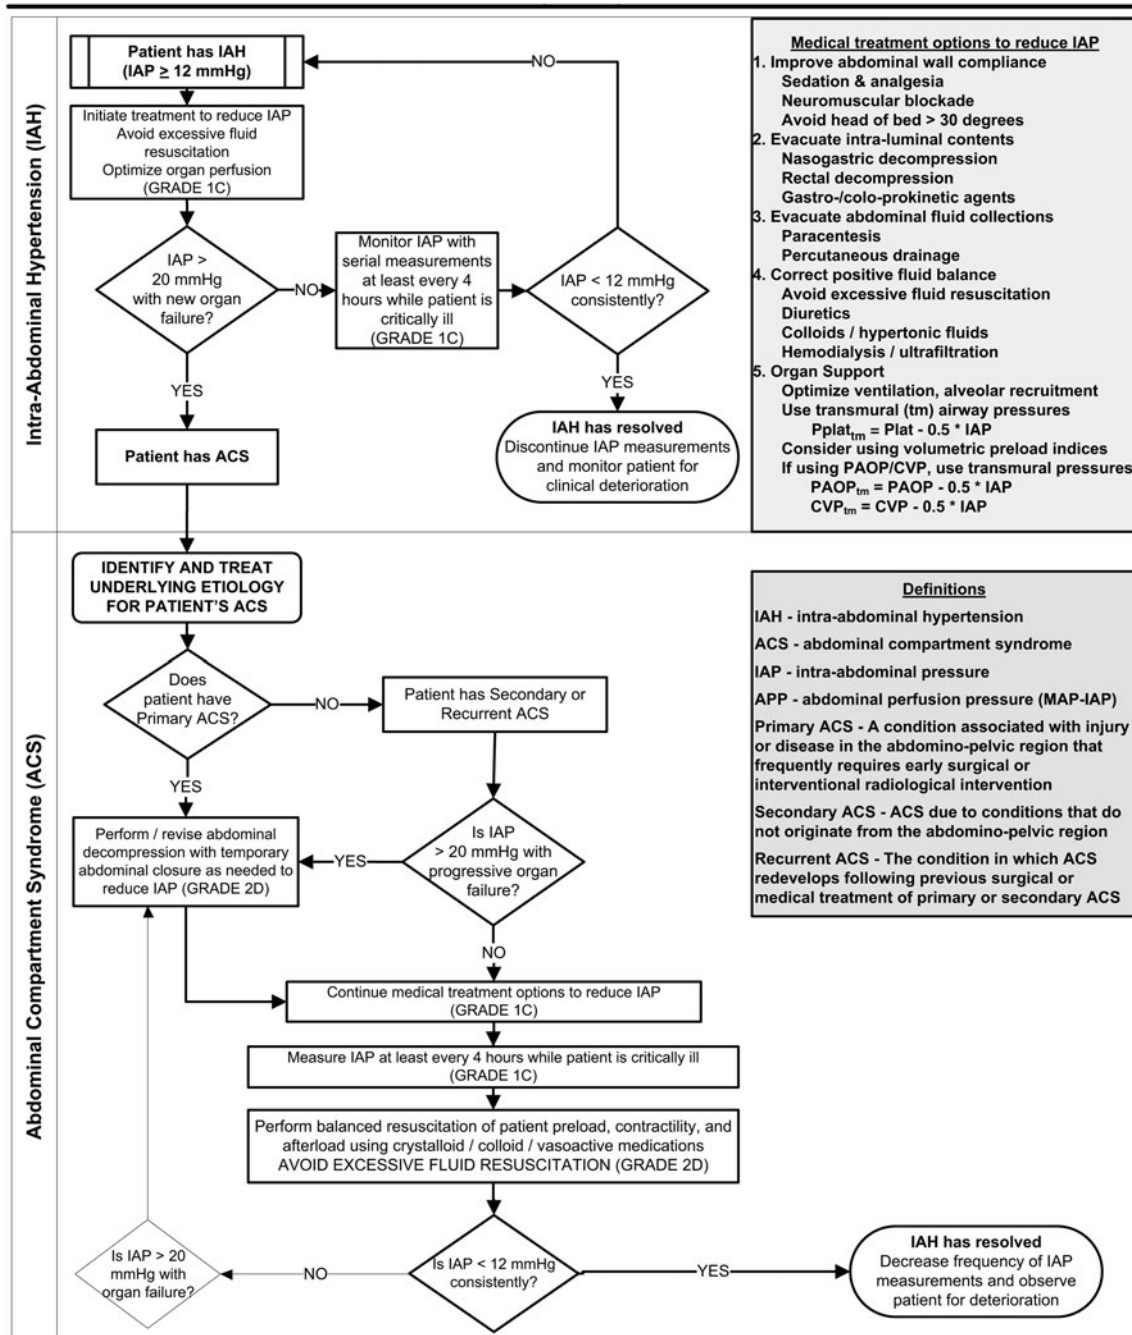 Intra-Abdominal Hypertension (IAH)
Patient has IAH
(IAP ≥ 12 mmHg)
NO
Initiate treatment to reduce IAP
Avoid excessive fluid
resuscitation
Optimize organ perfusion
(GRADE 1C)
IAP >
20 mmHg
with new organ
failure?
NO
Monitor IAP with
serial measurements
at least every 4
hours while patient is
critically ill
(GRADE 1C)
IAP < 12 mmHg
consistently?
YES
YES
Patient has ACS
IAH has resolved
Discontinue IAP measurements
and monitor patient for
clinical deterioration
Medical treatment options to reduce IAP
1. Improve abdominal wall compliance
Sedation & analgesia
Neuromuscular blockade
Avoid head of bed > 30 degrees
2. Evacuate intra-luminal contents
Nasogastric decompression
Rectal decompression
Gastro-/colo-prokinetic agents
3. Evacuate abdominal fluid collections
Paracentesis
Percutaneous drainage
4. Correct positive fluid balance
Avoid excessive fluid resuscitation
Diuretics
Colloids / hypertonic fluids
Hemodialysis / ultrafiltration
5. Organ Support
Optimize ventilation, alveolar recruitment
Use transmural (tm) airway pressures
Pplattm = Plat - 0.5 * IAP
Consider using volumetric preload indices
If using PAOP/CVP, use transmural pressures
PAOPtm = PAOP - 0.5 * IAP
CVPtm = CVP - 0.5 * IAP
Abdominal Compartment Syndrome (ACS)
IDENTIFY AND TREAT
UNDERLYING ETIOLOGY
FOR PATIENT'S ACS
Does
patient have
Primary ACS?
NO
Patient has Secondary or
Recurrent ACS
YES
Perform / revise abdominal
decompression with temporary
abdominal closure as needed to
reduce IAP (GRADE 2D)
YES
Is IAP
> 20 mmHg with
progressive organ
failure?
NO
Continue medical treatment options to reduce IAP
(GRADE 1C)
Measure IAP at least every 4 hours while patient is critically ill
(GRADE 1C)
Perform balanced resuscitation of patient preload, contractility, and
afterload using crystalloid / colloid / vasoactive medications
AVOID EXCESSIVE FLUID RESUSCITATION (GRADE 2D)
Is IAP > 20
mmHg with
organ failure?
NO
Is IAP < 12 mmHg
consistently?
YES
IAH has resolved
Decrease frequency of IAP
measurements and observe
patient for deterioration
Definitions
IAH - intra-abdominal hypertension
ACS - abdominal compartment syndrome
IAP - intra-abdominal pressure
APP - abdominal perfusion pressure (MAP-IAP)
Primary ACS - A condition associated with injury
or disease in the abdomino-pelvic region that
frequently requires early surgical or
interventional radiological intervention
Secondary ACS - ACS due to conditions that do
not originate from the abdomino-pelvic region
Recurrent ACS - The condition in which ACS
redevelops following previous surgical or
medical treatment of primary or secondary ACS